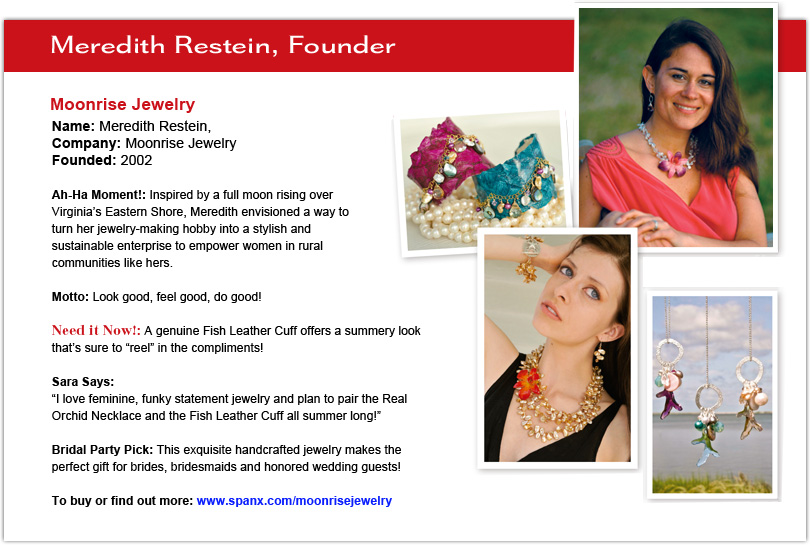 Meredith Restein, Founder
Moonrise Jewelry
Name: Meredith Restein,
Company: Moonrise Jewelry
Founded: 2002
Ah-Ha Moment!: Inspired by a full moon rising over
Virginia's Eastern Shore, Meredith envisioned a way to
turn her jewelry-making hobby into a stylish and
sustainable enterprise to empower women in rural
communities like hers.
Motto: Look good, feel good, do good!
Need it Now!: A genuine Fish Leather Cuff offers a summery look
that's sure to “reel” in the compliments!
Sara Says:
“I love feminine, funky statement jewelry and plan to pair the Real
Orchid Necklace and the Fish Leather Cuff all summer long!”
Bridal Party Pick: This exquisite handcrafted jewelry makes the
perfect gift for brides, bridesmaids and honored wedding guests!
To buy or find out more: www.spanx.com/moonrisejewelry